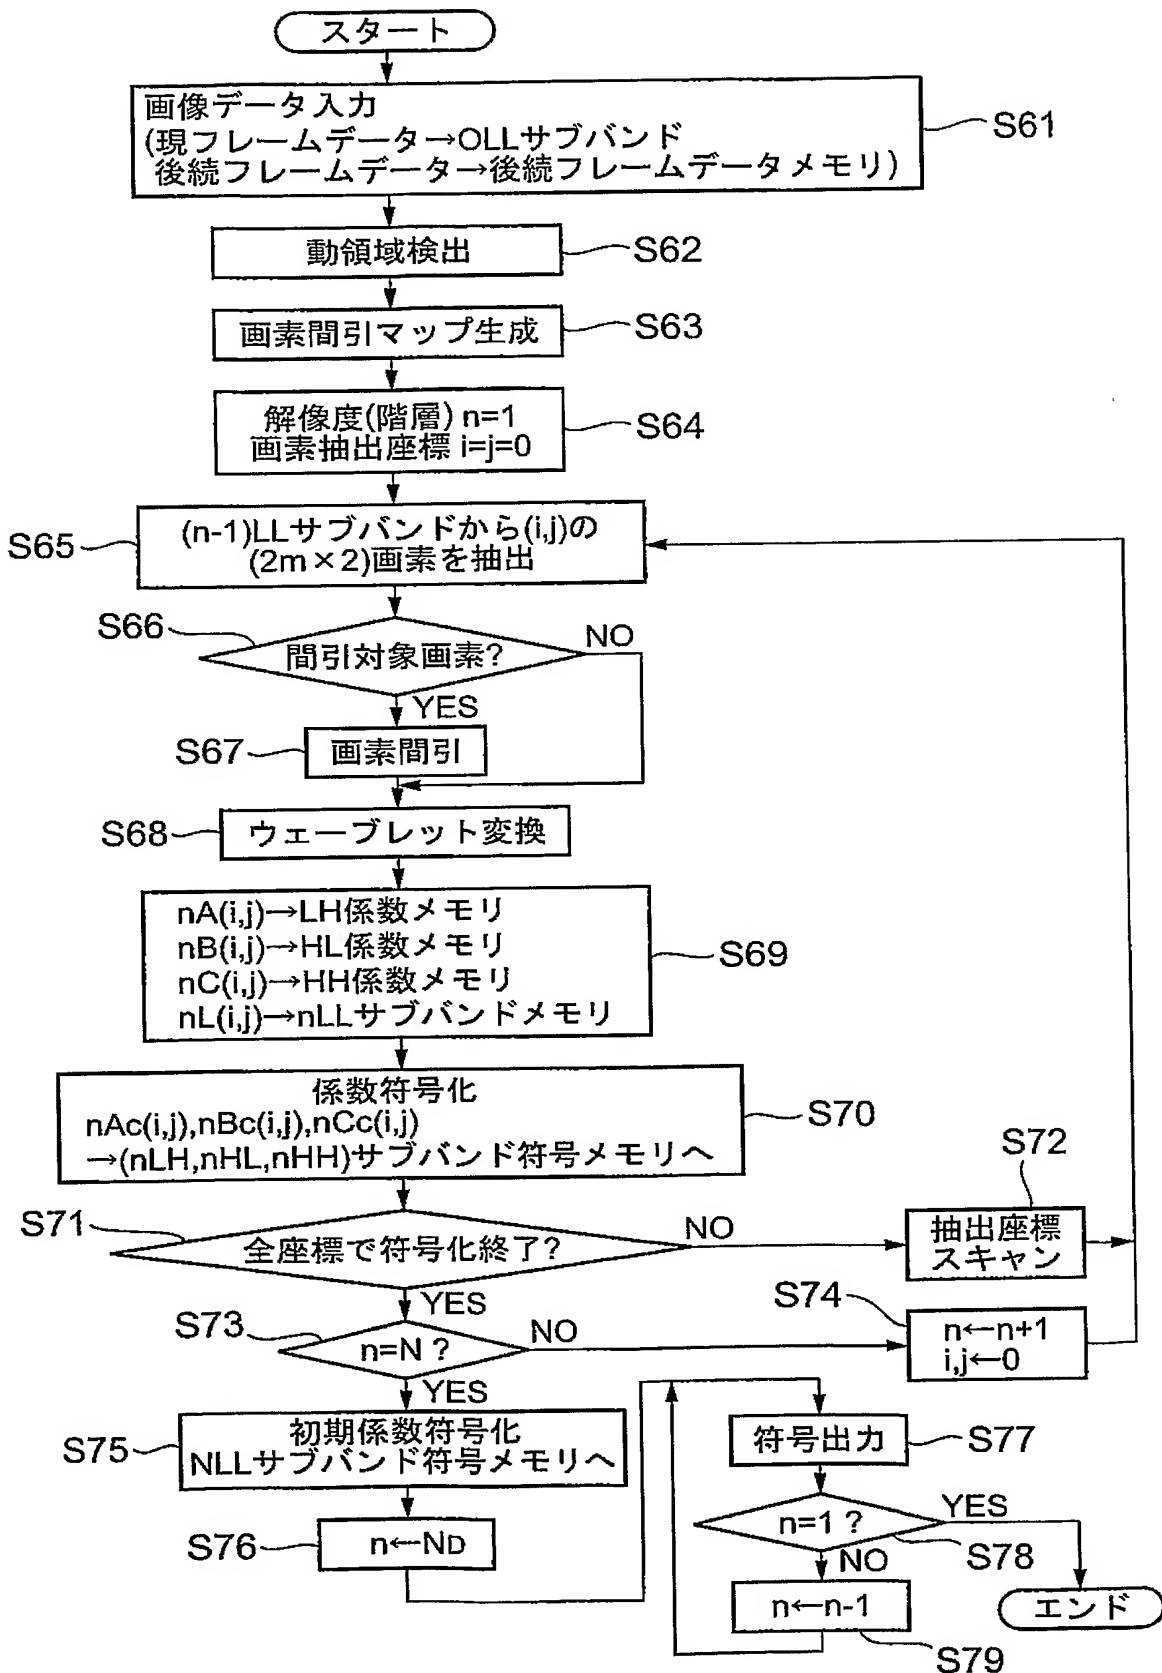 スタート
画像データ入力
(現フレームデータ→OLLサブバンド
後続フレームデータ→後続フレームデータメモリ)
S61
動領域検出
S62
画素間引マップ生成
S63
解像度(階層) n=1
画素抽出座標 i=j=0
S64
S65
(n-1)LLサブバンドから(i,j)の
(2m×2)画素を抽出
S66
間引対象画素?
NO
YES
S67
画素間引
S68
ウェーブレット変換
nA(i,j)→LH係数メモリ
nB(i,j)→HL係数メモリ
nC(i,j)→HH係数メモリ
nL(i,j)→nLLサブバンドメモリ
S69
係数符号化
nAc(i,j),nBc(i,j),nCc(i,j)
→(nLH,nHL,nHH)サブバンド符号メモリへ
S70
S71
全座標で符号化終了?
NO
YES
S72
抽出座標
スキャン
S73
n=N ?
NO
YES
S74
n←n+1
i,j←0
S75
初期係数符号化
NLLサブバンド符号メモリへ
S76
n←ND
符号出力
S77
n=1 ?
YES
S78
NO
n←n-1
S79
エンド